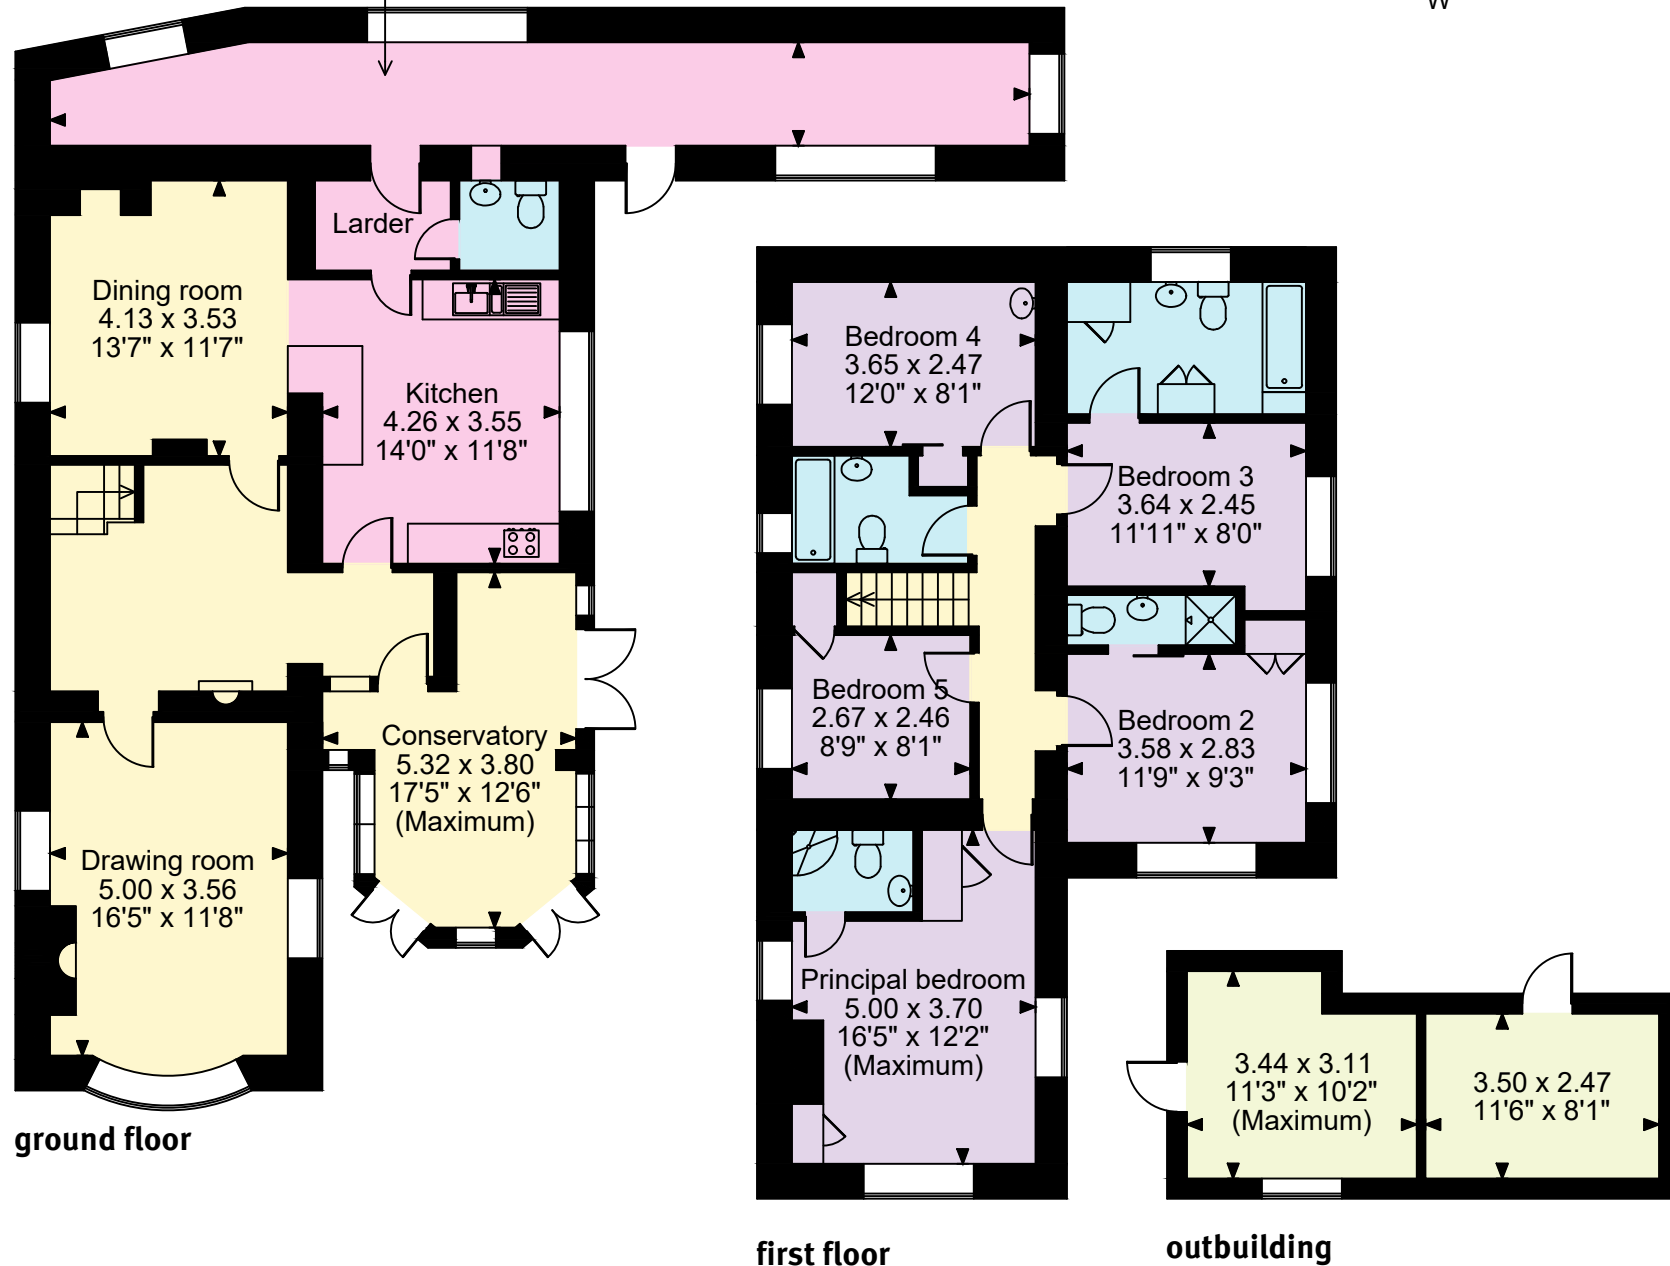 W
Larder
Dining room
4.13 x 3.53
13'7" x 11'7"
Kitchen
4.26 x 3.55
14'0" x 11'8"
Conservatory
5.32 x 3.80
17'5" x 12'6"
(Maximum)
Drawing room
5.00 x 3.56
16'5" x 11'8"
ground floor
Bedroom 4
3.65 x 2.47
12'0" x 8'1"
Bedroom 3
3.64 x 2.45
11'11" x 8'0"
Bedroom 5
2.67 x 2.46
8'9" x 8'1"
Bedroom 2
3.58 x 2.83
11'9" x 9'3"
Principal bedroom
5.00 x 3.70
16'5" x 12'2"
(Maximum)
first floor
3.44 x 3.11
11'3" x 10'2"
(Maximum)
3.50 x 2.47
11'6" x 8'1"
outbuilding